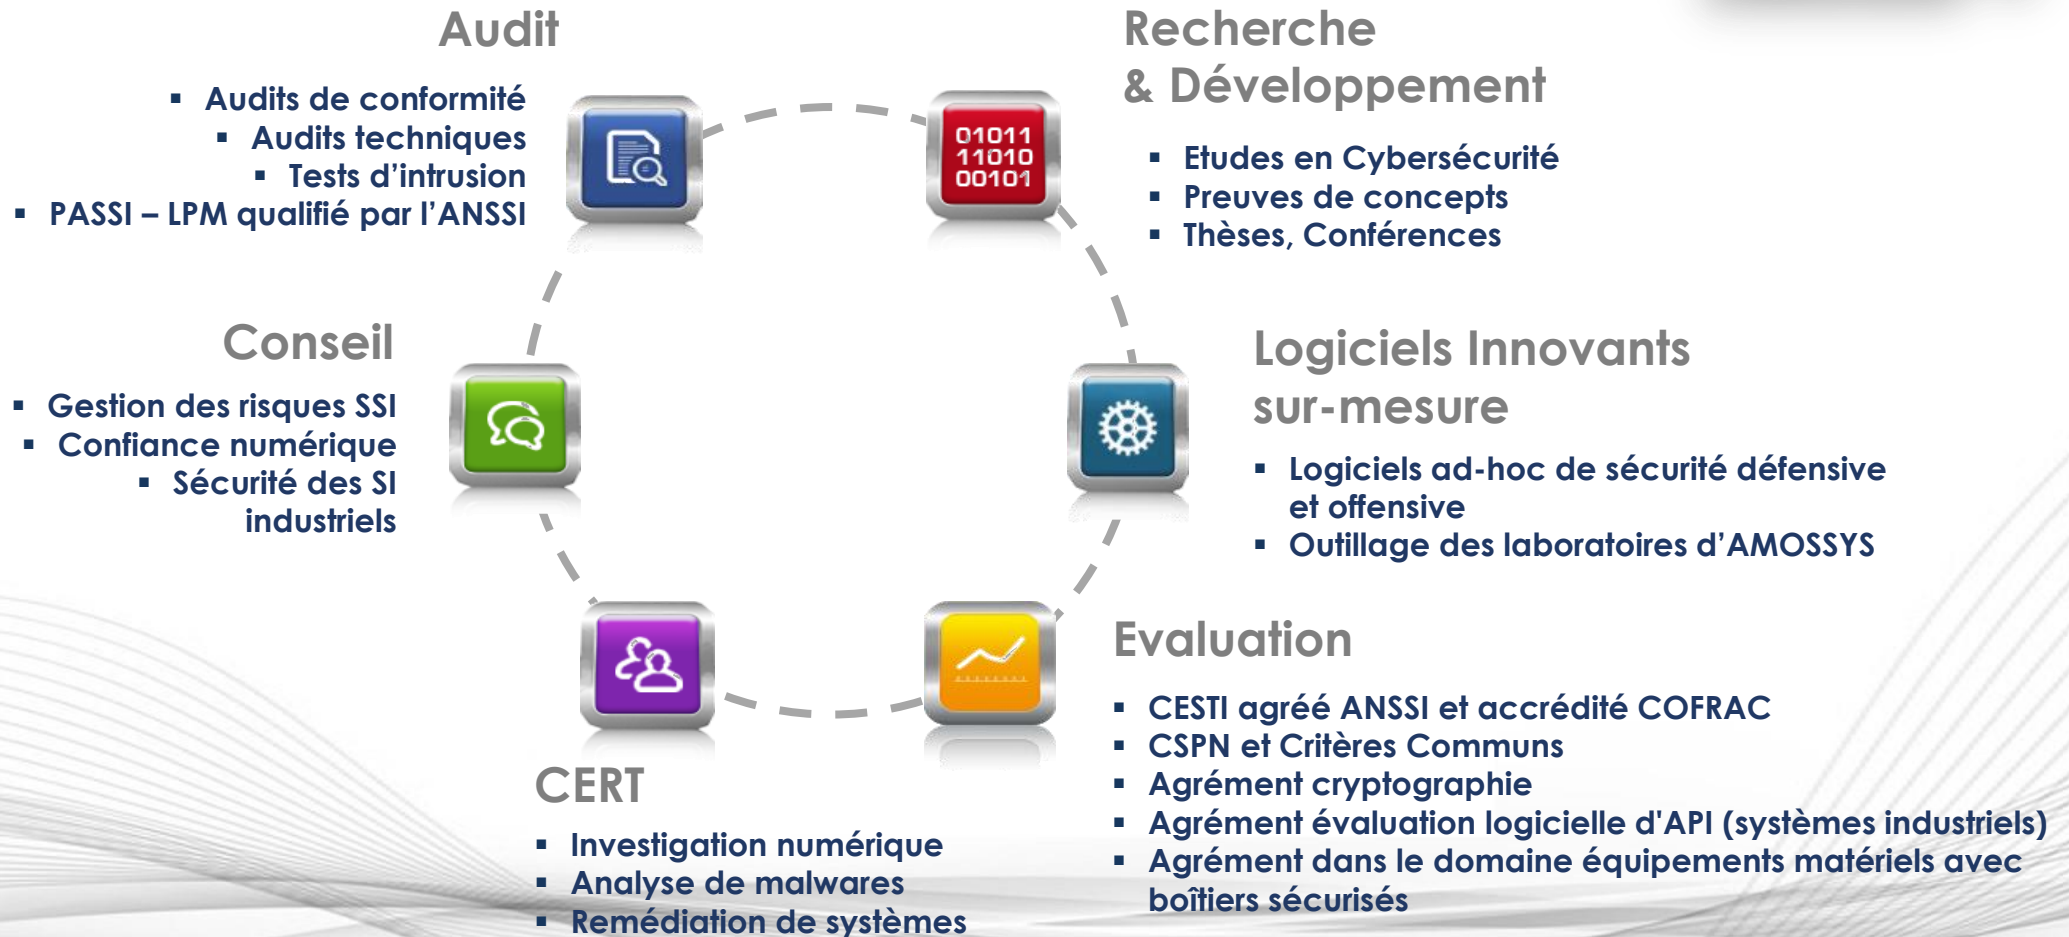 Audit
▪ Audits de conformité
▪ Audits techniques
▪ Tests d’intrusion
▪ PASSI – LPM qualifié par l’ANSSI
Recherche
& Développement
▪ Etudes en Cybersécurité
▪ Preuves de concepts
▪ Thèses, Conférences
01011
11010
00101
Conseil
▪ Gestion des risques SSI
▪ Confiance numérique
▪ Sécurité des SI
industriels
Logiciels Innovants
sur-mesure
▪ Logiciels ad-hoc de sécurité défensive
et offensive
▪ Outillage des laboratoires d’AMOSSYS
CERT
▪ Investigation numérique
▪ Analyse de malwares
▪ Remédiation de systèmes
Evaluation
▪ CESTI agréé ANSSI et accrédité COFRAC
▪ CSPN et Critères Communs
▪ Agrément cryptographie
▪ Agrément évaluation logicielle d'API (systèmes industriels)
▪ Agrément dans le domaine équipements matériels avec
boîtiers sécurisés